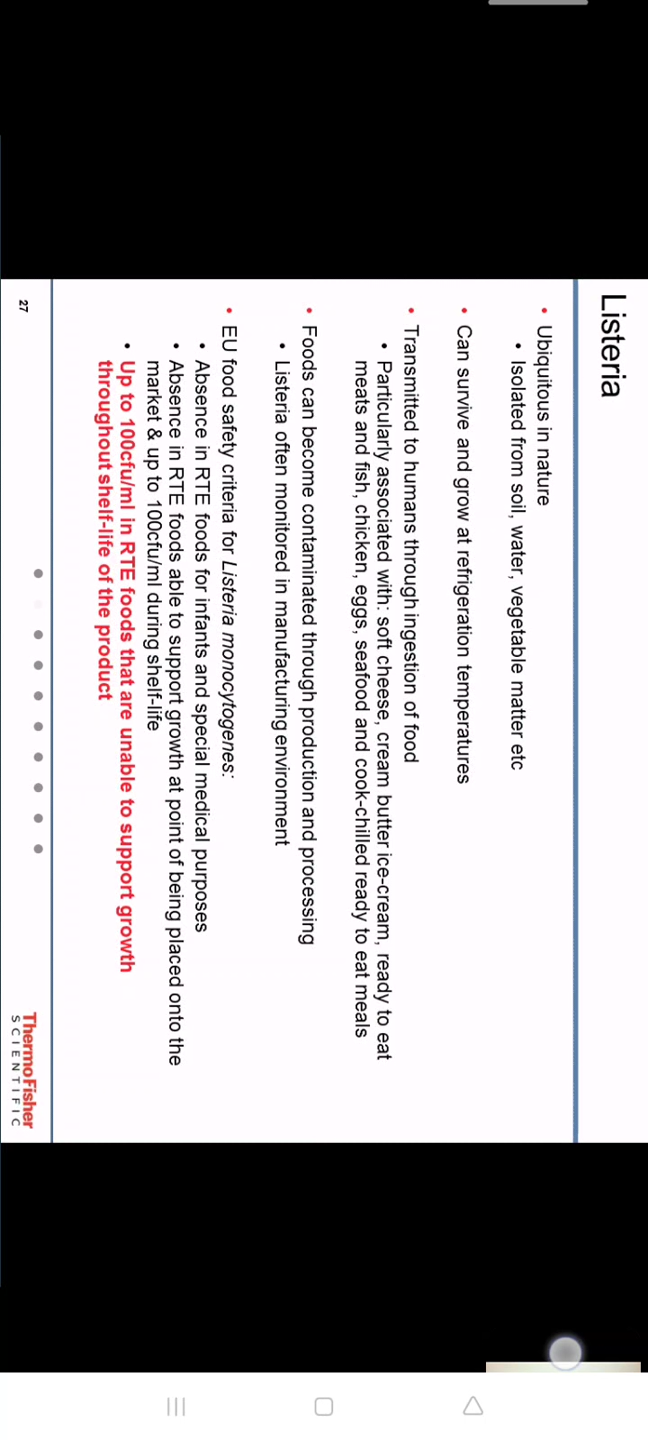 Listeria
• Ubiquitous in nature
• Isolated from soil, water, vegetable matter etc
• Can survive and grow at refrigeration temperatures
• Transmitted to humans through ingestion of food
• Particularly associated with: soft cheese, cream butter ice-cream, ready to eat
meats and fish, chicken, eggs, seafood and cook-chilled ready to eat meals
• Foods can become contaminated through production and processing
• Listeria often monitored in manufacturing environment
• EU food safety criteria for Listeria monocytogenes:
• Absence in RTE foods for infants and special medical purposes
• Absence in RTE foods able to support growth at point of being placed onto the
market & up to 100cfu/ml during shelf-life
• Up to 100cfu/ml in RTE foods that are unable to support growth
throughout shelf-life of the product
27
ThermoFisher
SCIENTIFIC